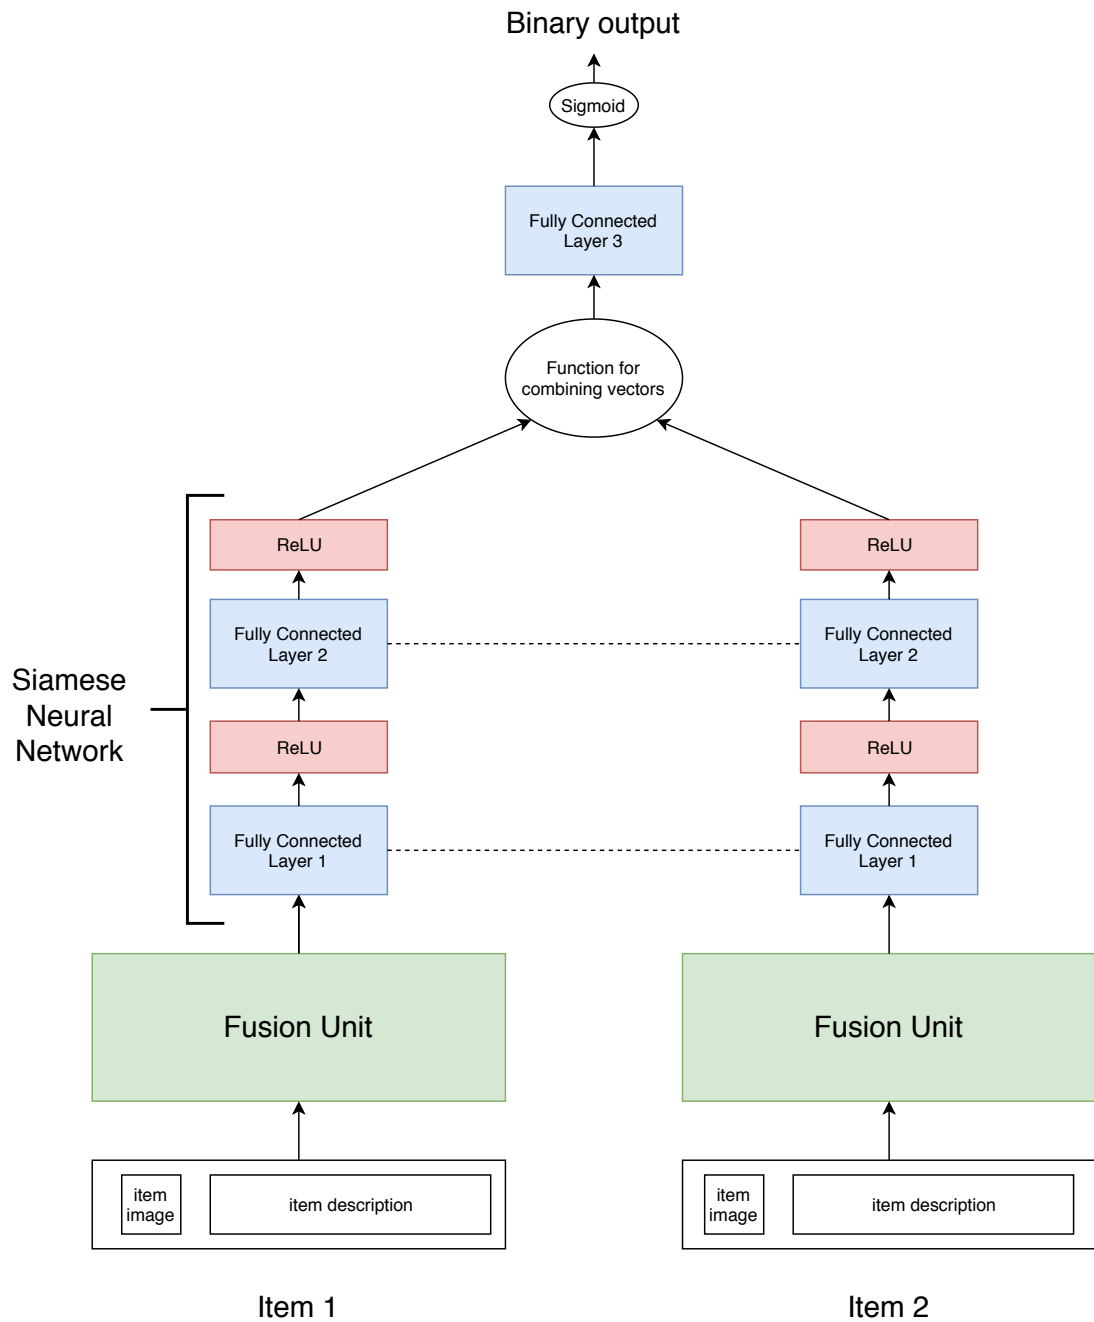 Binary output
Sigmoid
Fully Connected
Layer 3
Function for
combining vectors
ReLU
ReLU
Fully Connected
Layer 2
Fully Connected
Layer 2
Siamese
Neural
Network
ReLU
ReLU
Fully Connected
Layer 1
Fully Connected
Layer 1
Fusion Unit
Fusion Unit
item
image
item description
item
image
item description
Item 1
Item 2